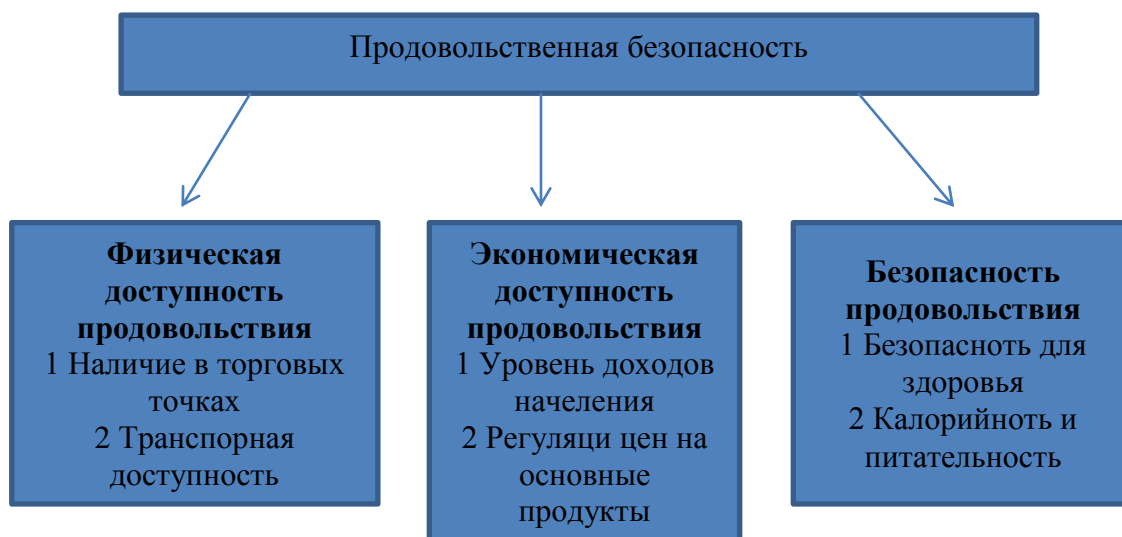 Продовольственная безопасность
Физическая
доступность
продовольствия
1 Наличие в торговых
точках
2 Транспорная
доступность
Экономическая
доступность
продовольствия
1 Уровень доходов
начеления
2 Регуляци цен на
основные
продукты
Безопасность
продовольствия
1 Безопасноть для
здоровья
2 Калорийноть и
питательность